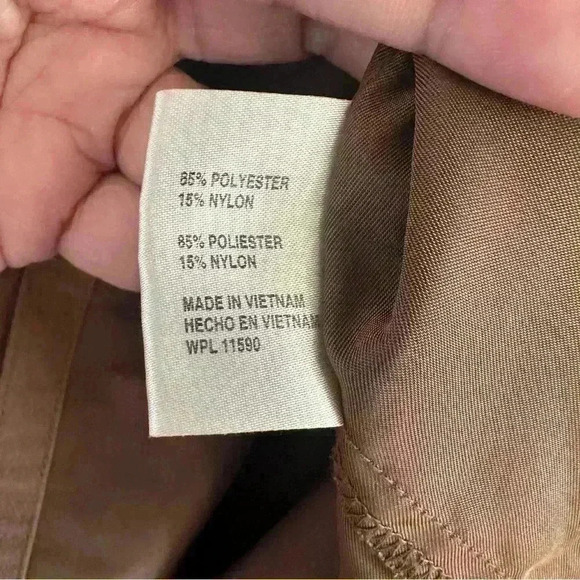 85% POLYESTER
15% NYLON
85% POLIESTER
15% NYLON
MADE IN VIETNAM
HECHO EN VIETNAM
WPL 11590